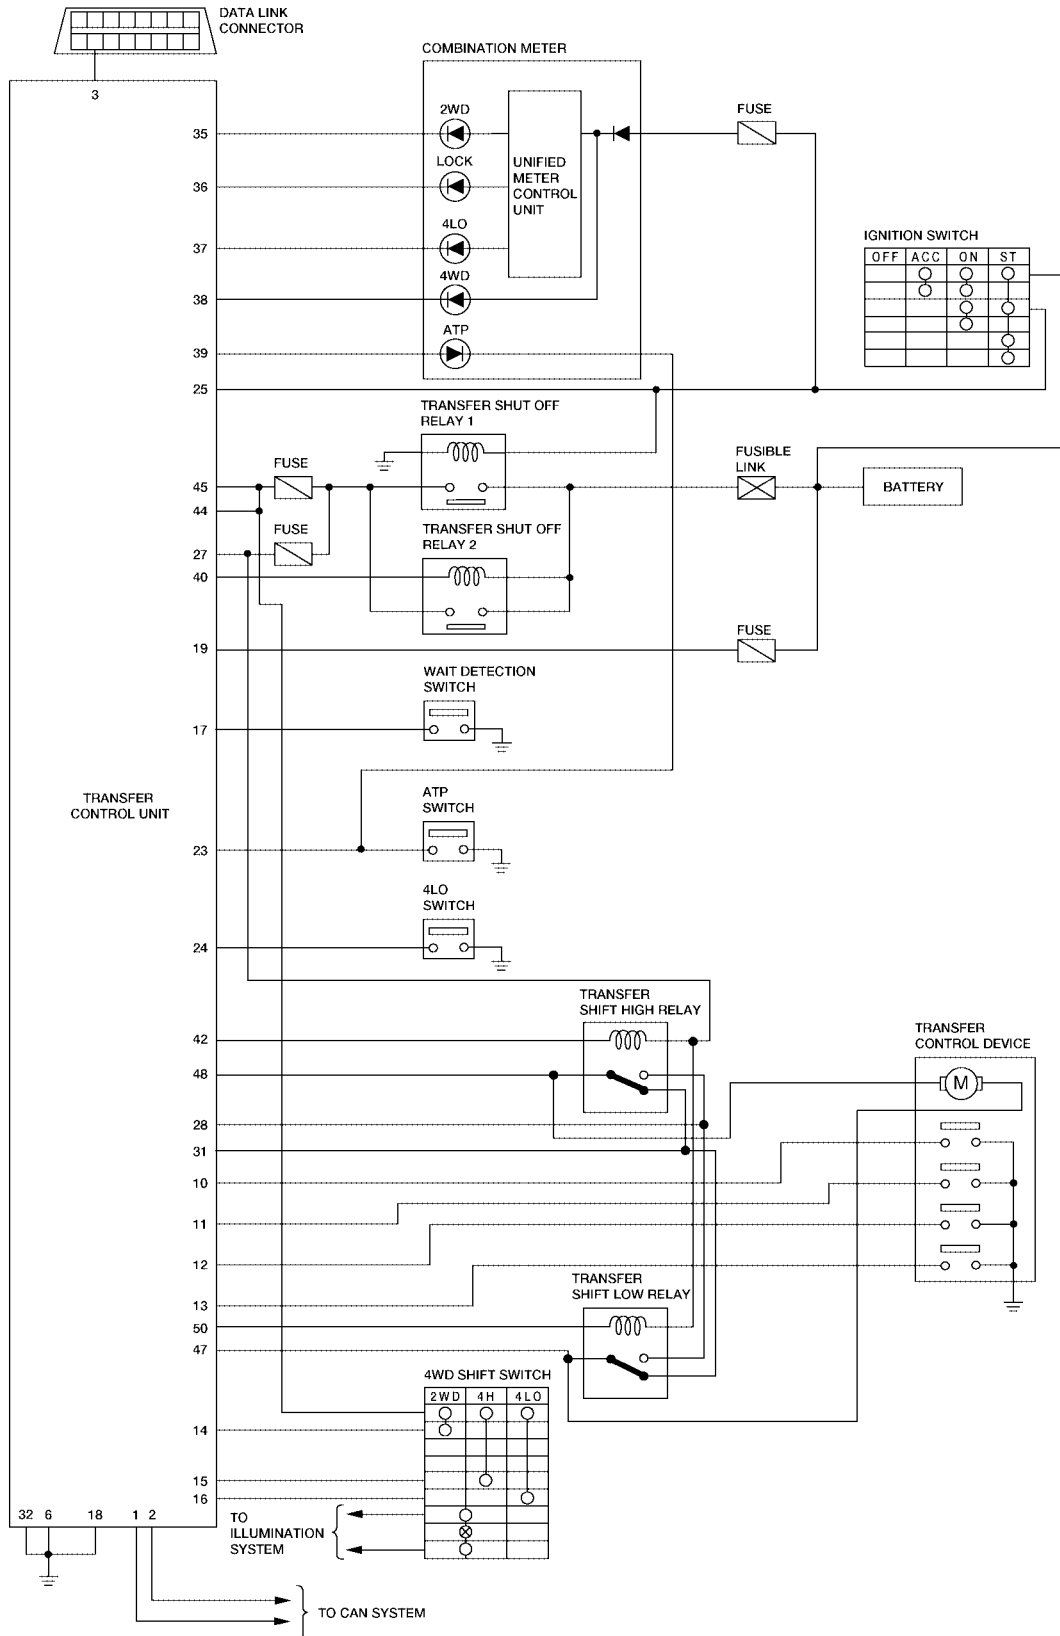 DATA LINK
CONNECTOR
3
COMBINATION METER
35
2WD
FUSE
36
LOCK
UNIFIED
METER
CONTROL
UNIT
37
4LO
IGNITION SWITCH
OFF ACC ON ST
38
4WD
39
ATP
25
TRANSFER SHUT OFF
RELAY 1
FUSE
FUSIBLE
LINK
45
BATTERY
44
FUSE
TRANSFER SHUT OFF
RELAY 2
27
40
FUSE
19
WAIT DETECTION
SWITCH
17
TRANSFER
CONTROL UNIT
ATP
SWITCH
23
4LO
SWITCH
24
TRANSFER
SHIFT HIGH RELAY
TRANSFER
CONTROL DEVICE
42
48
M
28
31
10
11
12
13
TRANSFER
SHIFT LOW RELAY
50
47
4WD SHIFT SWITCH
2WD 4H 4LO
14
15
16
32 6 18 1 2
TO
ILLUMINATION
SYSTEM
TO CAN SYSTEM